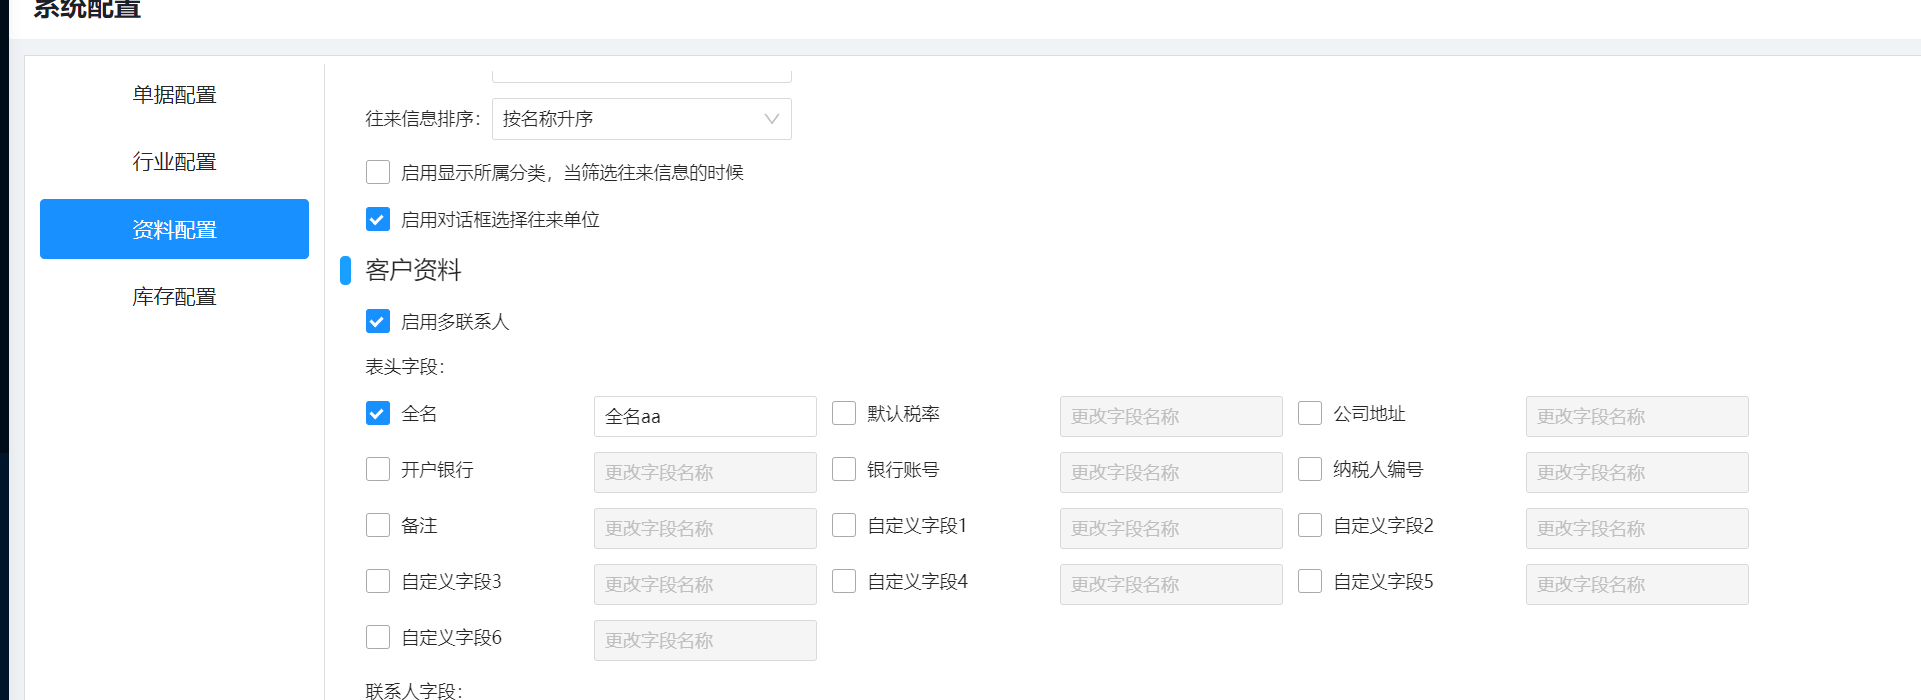 系统配置
单据配置
行业配置
资料配置
库存配置
往来信息排序： 按名称升序
启用显示所属分类，当筛选往来信息的时候
启用对话框选择往来单位
客户资料
启用多联系人
表头字段：
全名 全名aa 默认税率 更改字段名称 公司地址 更改字段名称
开户银行 更改字段名称 银行账号 更改字段名称 纳税人编号 更改字段名称
备注 更改字段名称 自定义字段1 更改字段名称 自定义字段2 更改字段名称
自定义字段3 更改字段名称 自定义字段4 更改字段名称 自定义字段5 更改字段名称
自定义字段6 更改字段名称
联系人字段：